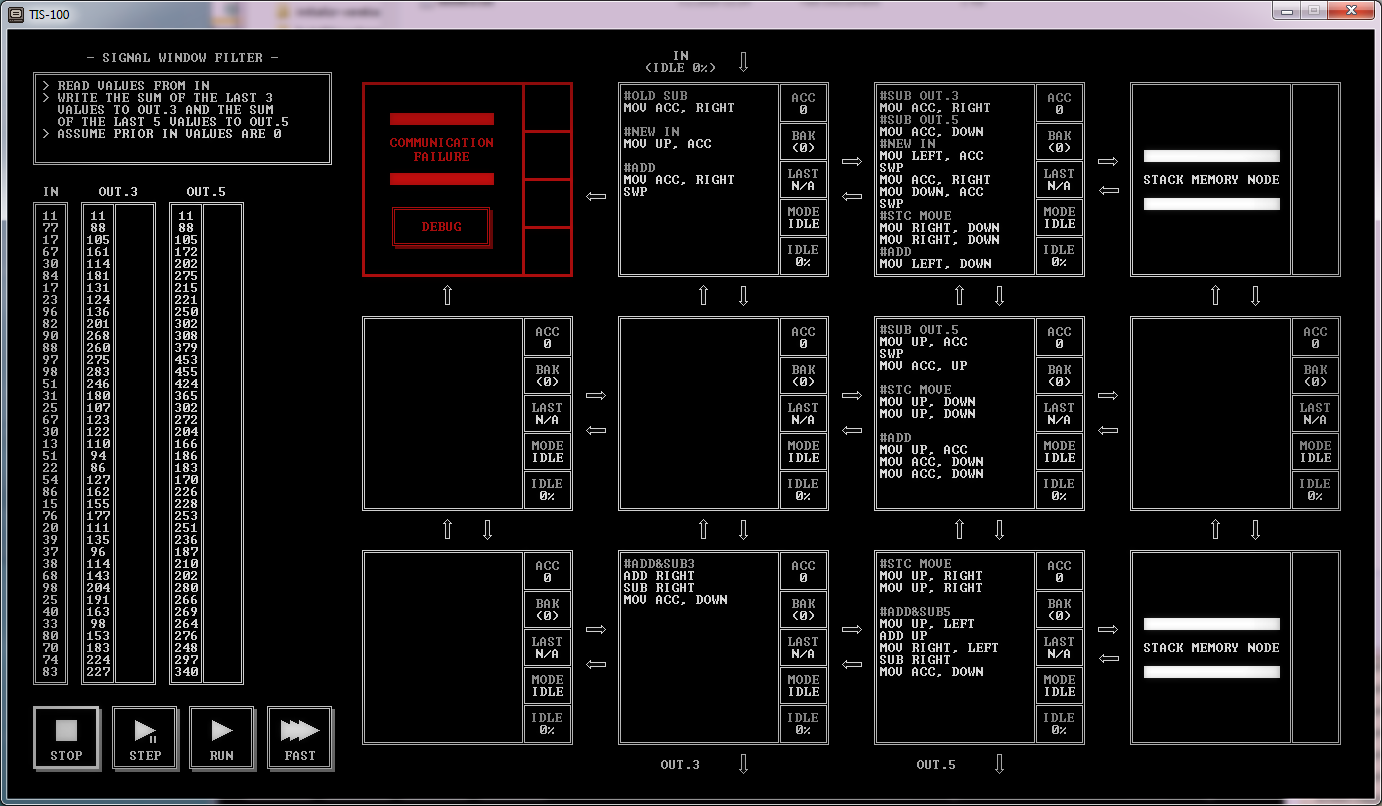 TIS-100
- SIGNAL WINDOW FILTER -
> READ VALUES FROM IN
> WRITE THE SUM OF THE LAST 3
VALUES TO OUT.3 AND THE SUM
OF THE LAST 5 VALUES TO OUT.5
> ASSUME PRIOR IN VALUES ARE 0
IN OUT.3 OUT.5
11 11 11
77 88 88
17 105 105
67 161 172
30 114 202
84 181 275
17 131 215
23 124 221
96 136 250
82 201 302
90 268 308
88 260 379
97 275 453
98 283 455
51 246 424
31 180 365
25 107 302
67 123 272
30 122 204
13 110 166
51 94 186
22 86 183
54 127 170
86 162 226
15 155 228
76 177 253
20 111 251
39 135 236
37 96 187
38 114 210
68 143 202
98 204 280
25 191 266
40 163 269
33 98 264
80 153 276
70 183 248
74 224 297
83 227 340
STOP
STEP
RUN
FAST
IN
(IDLE 0%)
COMMUNICATION
FAILURE
DEBUG
#OLD SUB
MOV ACC, RIGHT
#NEW IN
MOV UP, ACC
#ADD
MOV ACC, RIGHT
SWP
ACC
0
BAK
(0)
LAST
N/A
MODE
IDLE
IDLE
0%
#SUB OUT.3
MOV ACC, RIGHT
#SUB OUT.5
MOV ACC, DOWN
#NEW IN
MOV LEFT, ACC
SWP
MOV ACC, RIGHT
MOV DOWN, ACC
SWP
#STC MOVE
MOV RIGHT, DOWN
MOV RIGHT, DOWN
#ADD
MOV LEFT, DOWN
ACC
0
BAK
(0)
LAST
N/A
MODE
IDLE
IDLE
0%
STACK MEMORY NODE
ACC
0
BAK
(0)
LAST
N/A
MODE
IDLE
IDLE
0%
ACC
0
BAK
(0)
LAST
N/A
MODE
IDLE
IDLE
0%
#SUB OUT.5
MOV UP, ACC
SWP
MOV ACC, UP
#STC MOVE
MOV UP, DOWN
MOV UP, DOWN
#ADD
MOV UP, ACC
MOV ACC, DOWN
MOV ACC, DOWN
ACC
0
BAK
(0)
LAST
N/A
MODE
IDLE
IDLE
0%
ACC
0
BAK
(0)
LAST
N/A
MODE
IDLE
IDLE
0%
ACC
0
BAK
(0)
LAST
N/A
MODE
IDLE
IDLE
0%
#ADD&SUB3
ADD RIGHT
SUB RIGHT
MOV ACC, DOWN
ACC
0
BAK
(0)
LAST
N/A
MODE
IDLE
IDLE
0%
#STC MOVE
MOV UP, RIGHT
MOV UP, RIGHT
#ADD&SUB5
MOV UP, LEFT
ADD UP
MOV RIGHT, LEFT
SUB RIGHT
MOV ACC, DOWN
ACC
0
BAK
(0)
LAST
N/A
MODE
IDLE
IDLE
0%
STACK MEMORY NODE
OUT.3
OUT.5